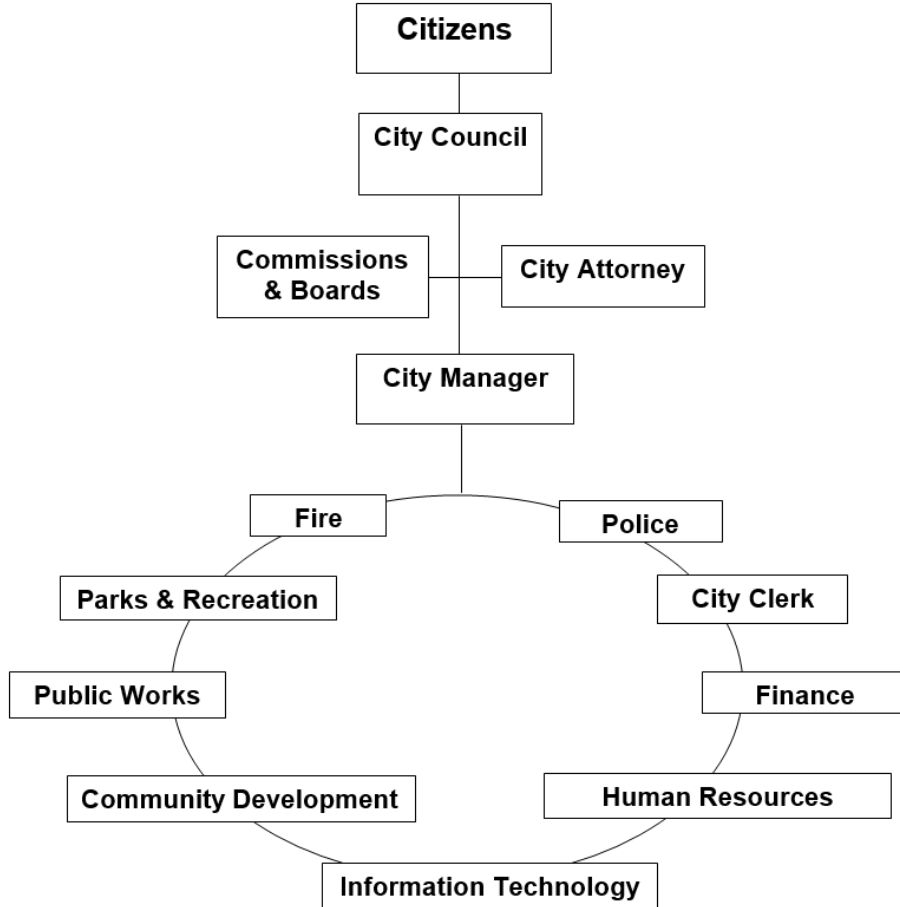 Citizens
City Council
Commissions
& Boards
City Attorney
City Manager
Fire
Police
Parks & Recreation
City Clerk
Public Works
Finance
Community Development
Human Resources
Information Technology